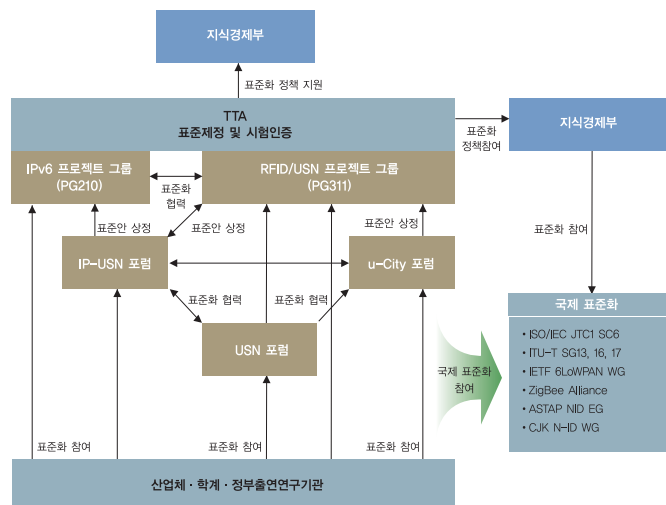 지식경제부
표준화 정책 지원
TTA
표준제정 및 시험인증
표준화
정책참여
지식경제부
IPv6 프로젝트 그룹
(PG210)
표준화
협력
RFID/USN 프로젝트 그룹
(PG311)
표준안 상정
표준안 상정
표준안 상정
표준화 참여
IP-USN 포럼
u-City 포럼
표준화 협력
표준화 협력
USN 포럼
국제 표준화
• ISO/IEC JTC1 SC6
• ITU-T SG13, 16, 17
• IETF 6LoWPAN WG
• ZigBee Alliance
• ASTAP NID EG
• CJK N-ID WG
국제 표준화
참여
표준화 참여
표준화 참여
표준화 참여
산업체·학계·정부출연연구기관